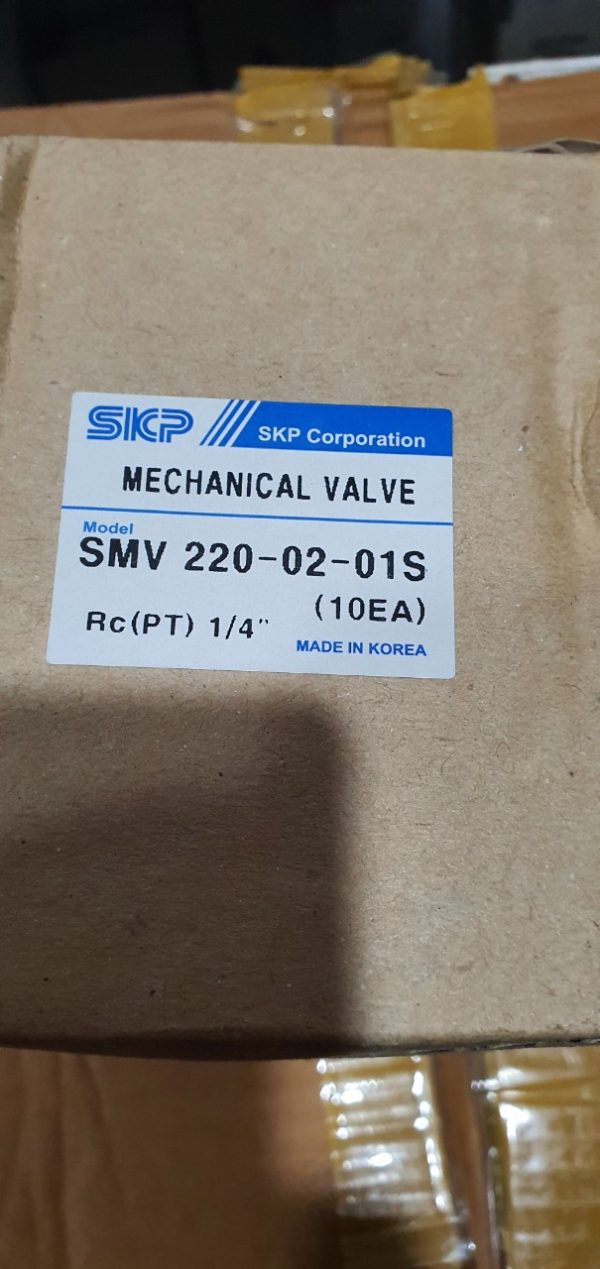 SKP SKP Corporation
MECHANICAL VALVE
Model
SMV 220-02-01S
(10EA)
Rc(PT) 1/4"
MADE IN KOREA